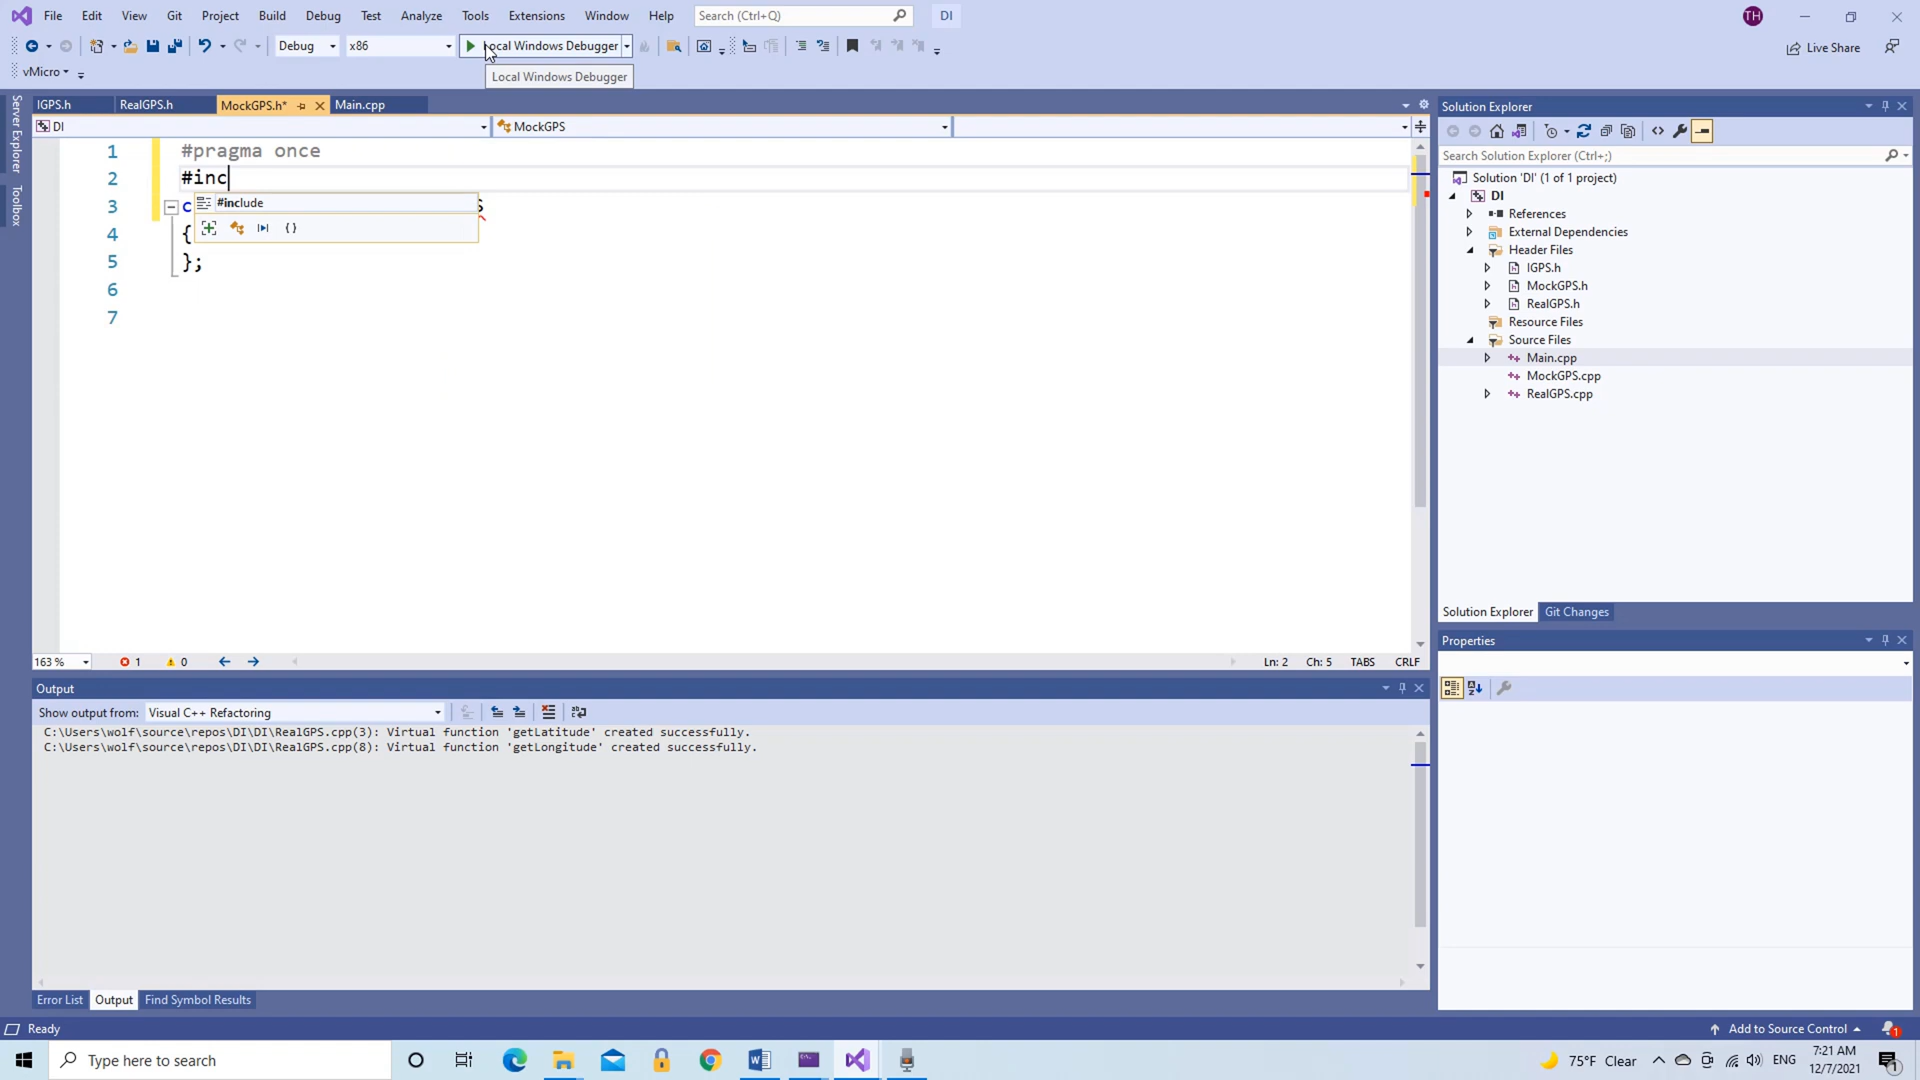 File Edit View Git Project Build Debug Test Analyze Tools Extensions Window Help Search (Ctrl+Q) DI TH
Debug x86 Local Windows Debugger Live Share
vMicro Local Windows Debugger
Server Explorer
Toolbox
IGPS.h RealGPS.h MockGPS.h* Main.cpp
DI MockGPS
1 #pragma once
2 #inc
3 c S
#include
4 {
5 };
6
7
163 % 1 0 Ln: 2 Ch: 5 TABS CRLF
Output
Show output from: Visual C++ Refactoring
C:\Users\wolf\source\repos\DI\DI\RealGPS.cpp(3): Virtual function 'getLatitude' created successfully.
C:\Users\wolf\source\repos\DI\DI\RealGPS.cpp(8): Virtual function 'getLongitude' created successfully.
Error List Output Find Symbol Results
Solution Explorer
Search Solution Explorer (Ctrl+;)
Solution 'DI' (1 of 1 project)
DI
References
External Dependencies
Header Files
IGPS.h
MockGPS.h
RealGPS.h
Resource Files
Source Files
Main.cpp
MockGPS.cpp
RealGPS.cpp
Solution Explorer Git Changes
Properties
Ready Add to Source Control 1
Type here to search 75°F Clear ENG 7:21 AM
12/7/2021 1